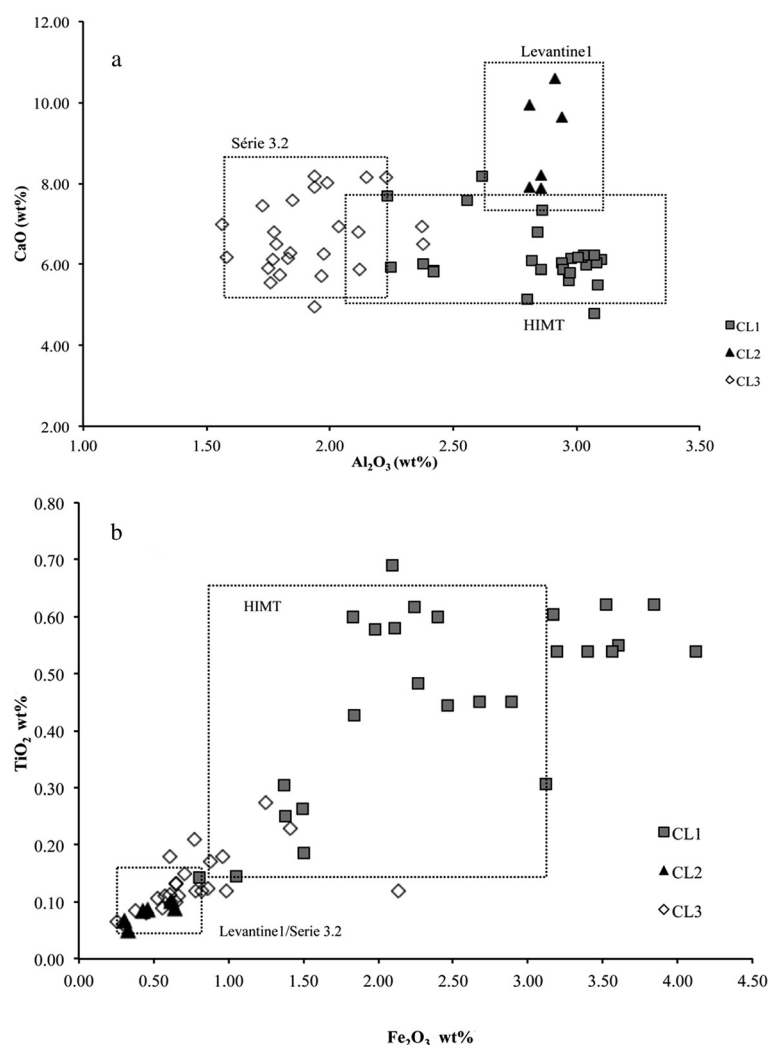 12.00
a
Levantine1
10.00
Série 3.2
8.00
CaO (wt%)
6.00
HIMT
CL1
4.00
CL2
CL3
2.00
1.00 1.50 2.00 2.50 3.00 3.50
Al₂O₃ (wt%)
0.80
b
0.70
HIMT
0.60
0.50
TiO₂ wt%
0.40
0.30
CL1
0.20
CL2
0.10
CL3
Levantine1/Serie 3.2
0.00
0.00 0.50 1.00 1.50 2.00 2.50 3.00 3.50 4.00 4.50
Fe₂O₃ wt%